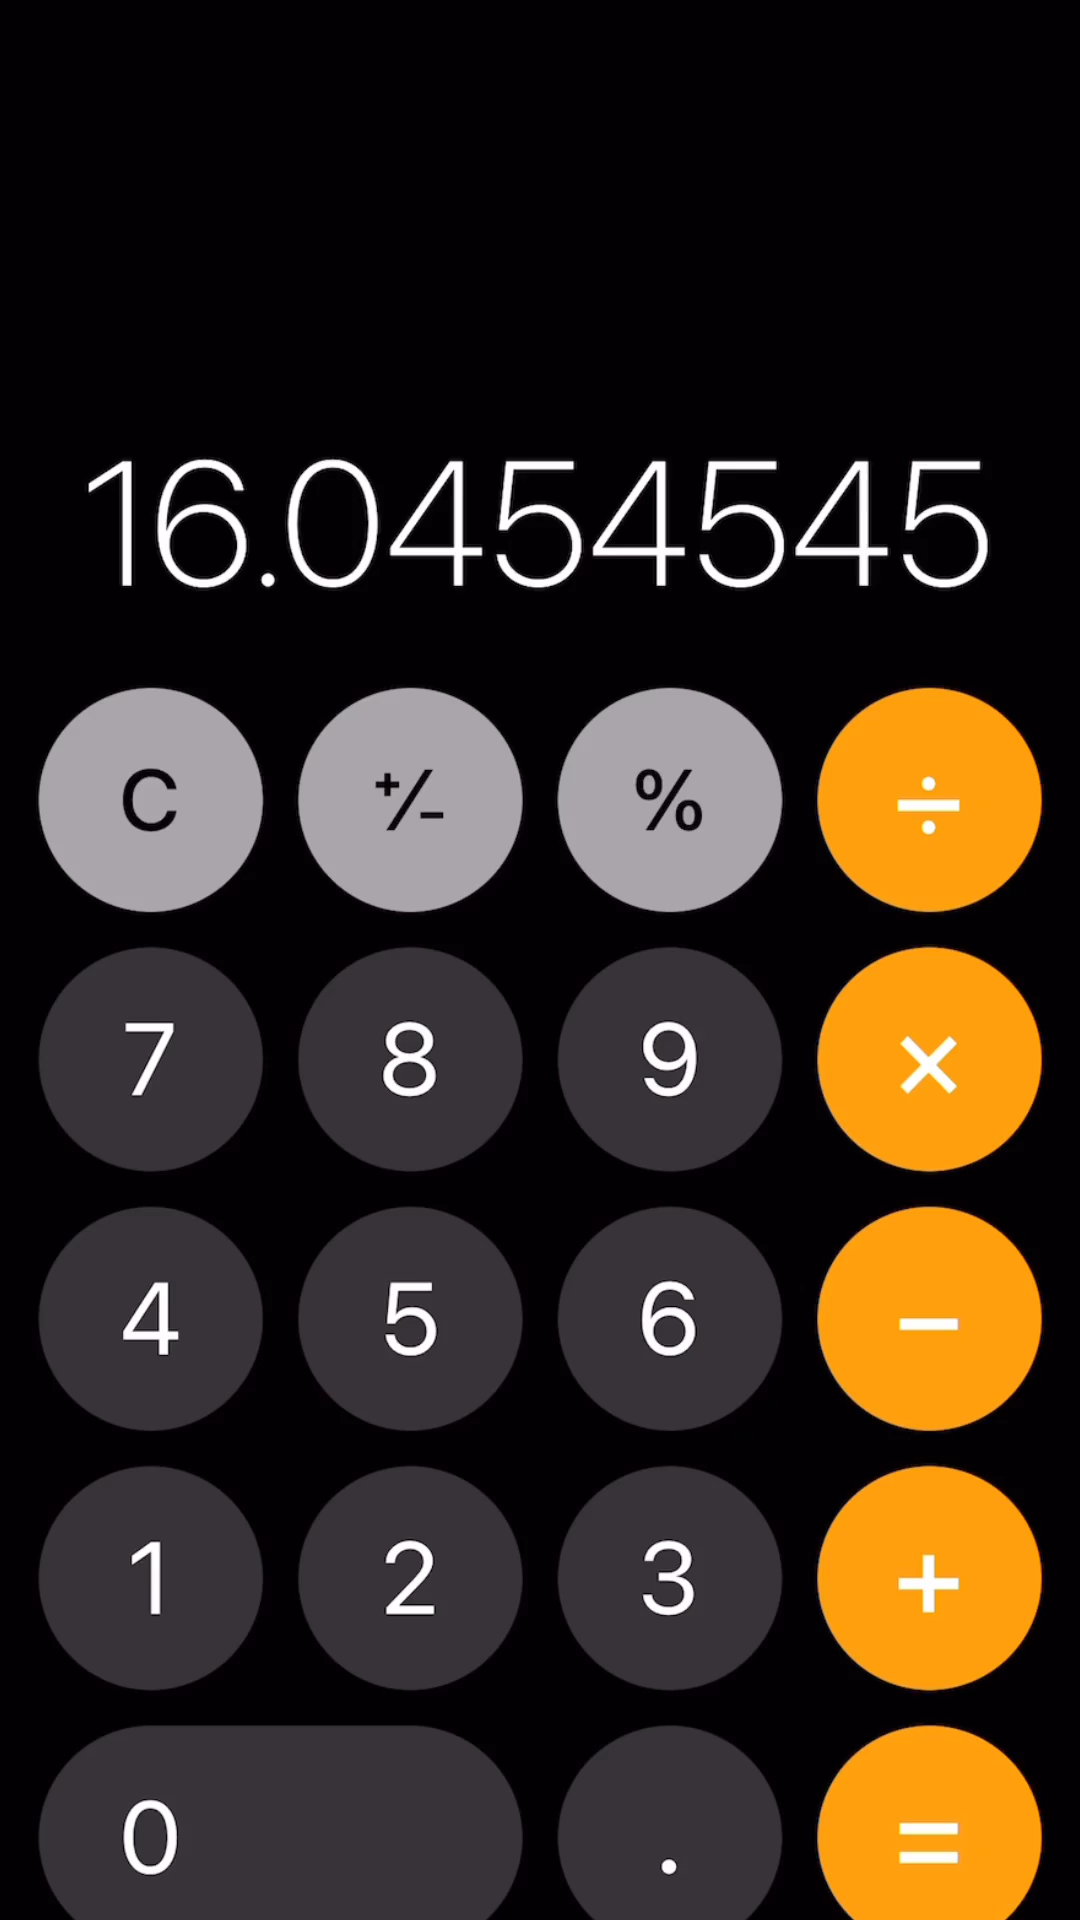 16.0454545
C ⁺⁄₋ % ÷
7 8 9 ×
4 5 6 −
1 2 3 +
0 . =